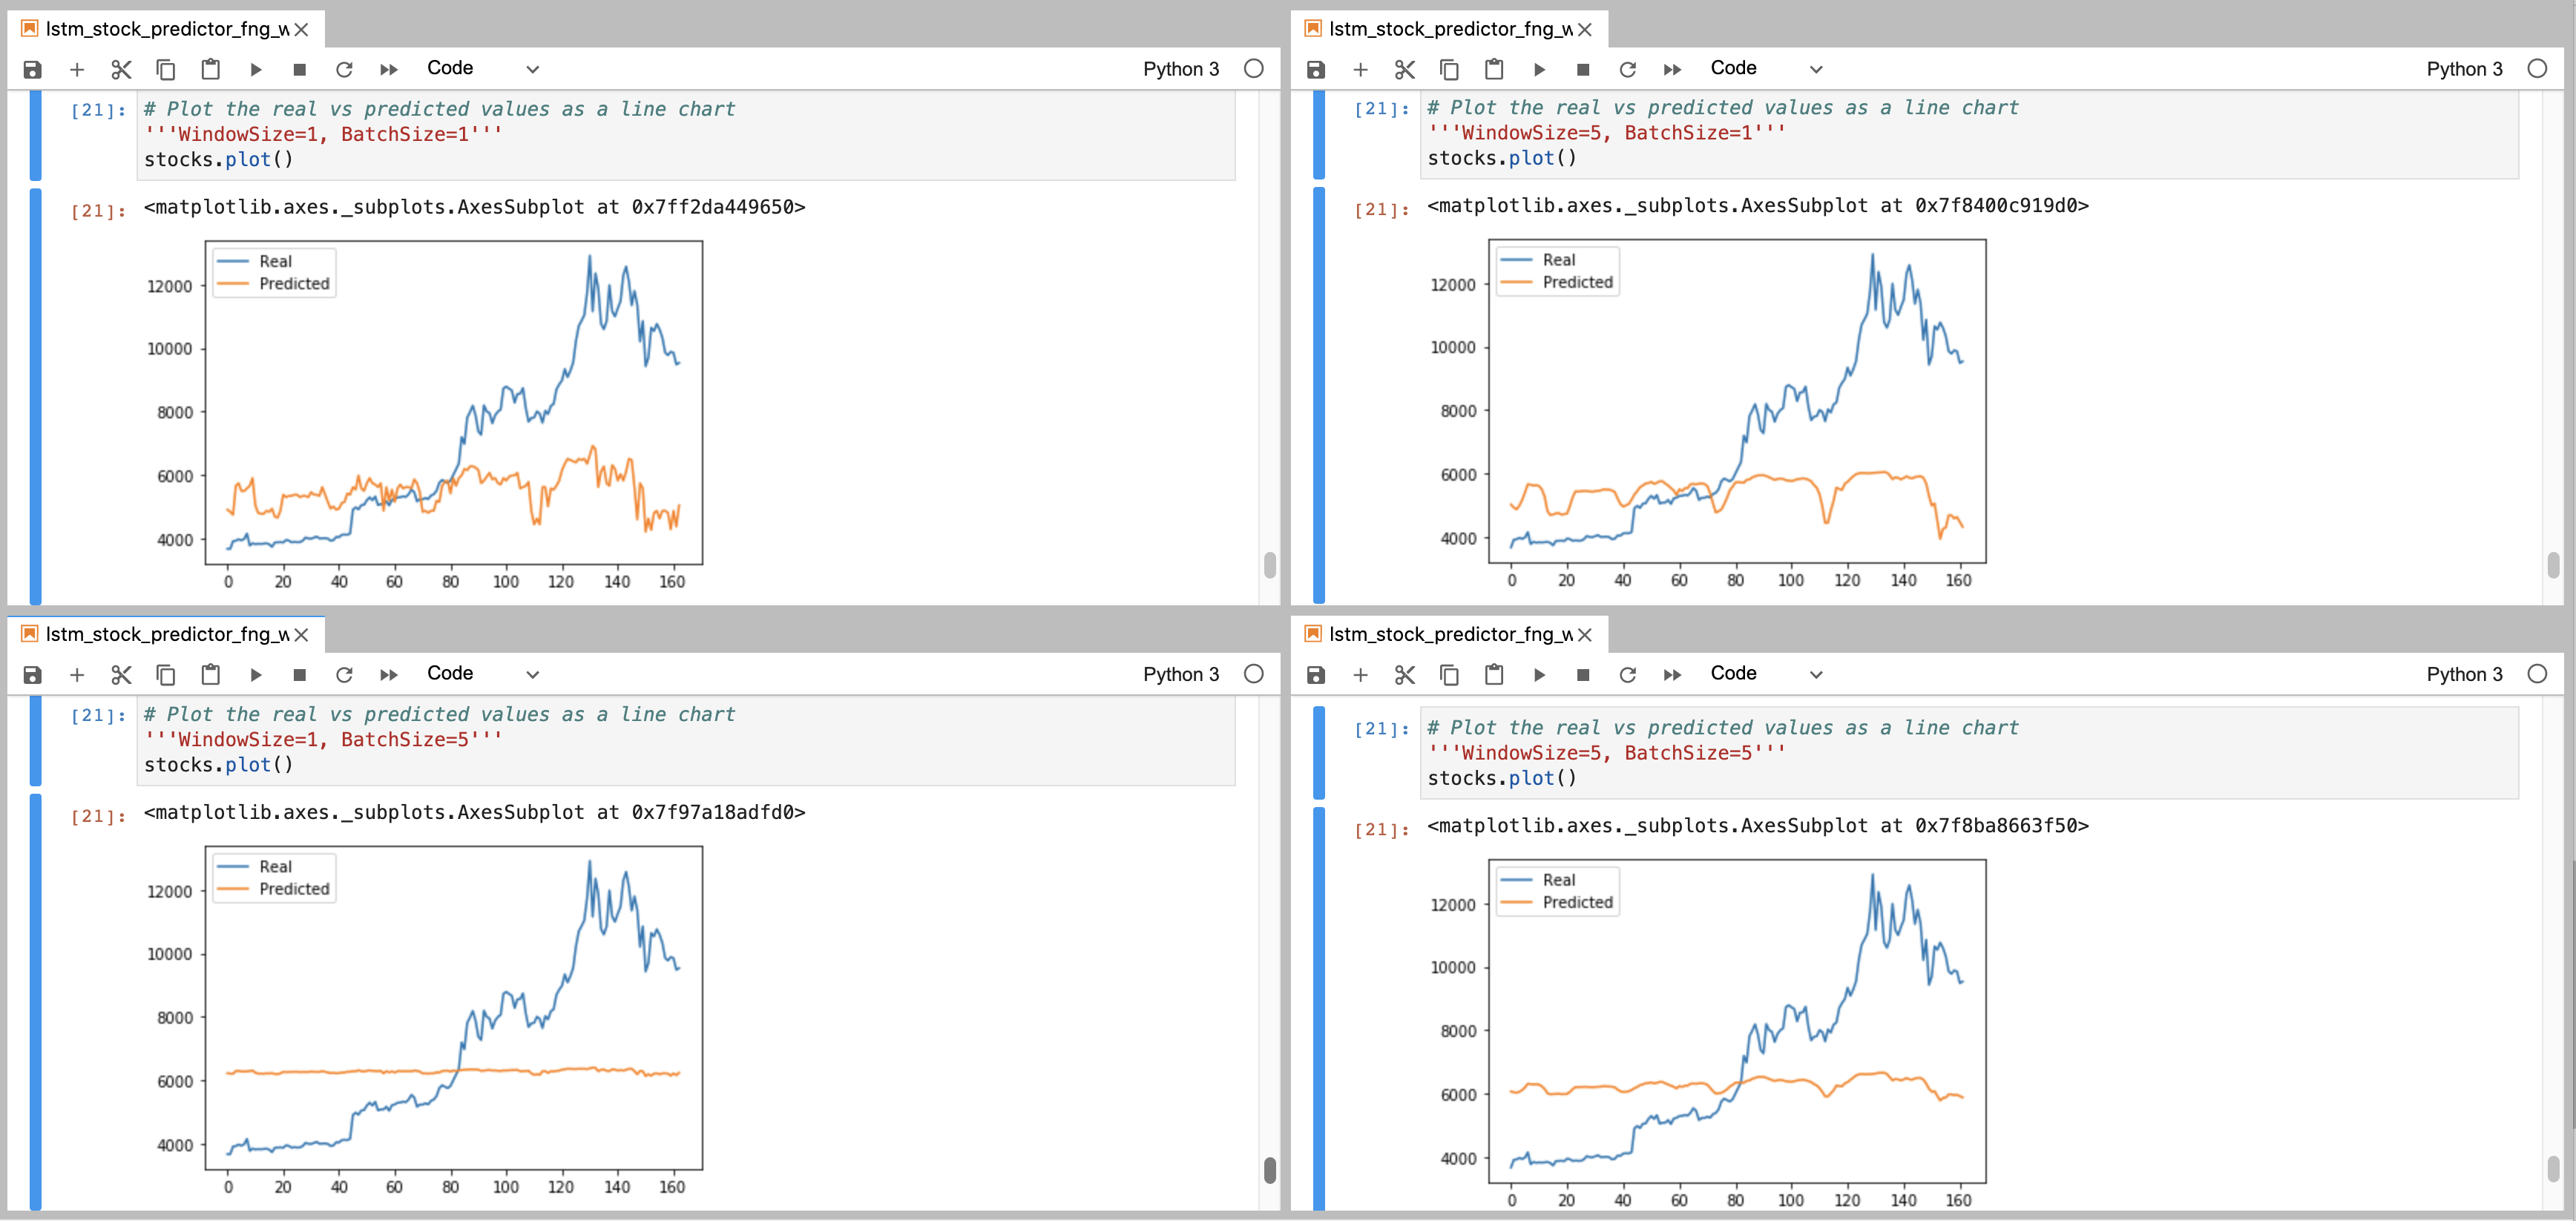 lstm_stock_predictor_fng_w
Code
Python 3
[21]:
# Plot the real vs predicted values as a line chart
'''WindowSize=1, BatchSize=1'''
stocks.plot()
[21]:
<matplotlib.axes._subplots.AxesSubplot at 0x7ff2da449650>
Real
Predicted
12000
10000
8000
6000
4000
0 20 40 60 80 100 120 140 160
lstm_stock_predictor_fng_w
Code
Python 3
[21]:
# Plot the real vs predicted values as a line chart
'''WindowSize=5, BatchSize=1'''
stocks.plot()
[21]:
<matplotlib.axes._subplots.AxesSubplot at 0x7f8400c919d0>
Real
Predicted
12000
10000
8000
6000
4000
0 20 40 60 80 100 120 140 160
lstm_stock_predictor_fng_w
Code
Python 3
[21]:
# Plot the real vs predicted values as a line chart
'''WindowSize=1, BatchSize=5'''
stocks.plot()
[21]:
<matplotlib.axes._subplots.AxesSubplot at 0x7f97a18adfd0>
Real
Predicted
12000
10000
8000
6000
4000
0 20 40 60 80 100 120 140 160
lstm_stock_predictor_fng_w
Code
Python 3
[21]:
# Plot the real vs predicted values as a line chart
'''WindowSize=5, BatchSize=5'''
stocks.plot()
[21]:
<matplotlib.axes._subplots.AxesSubplot at 0x7f8ba8663f50>
Real
Predicted
12000
10000
8000
6000
4000
0 20 40 60 80 100 120 140 160